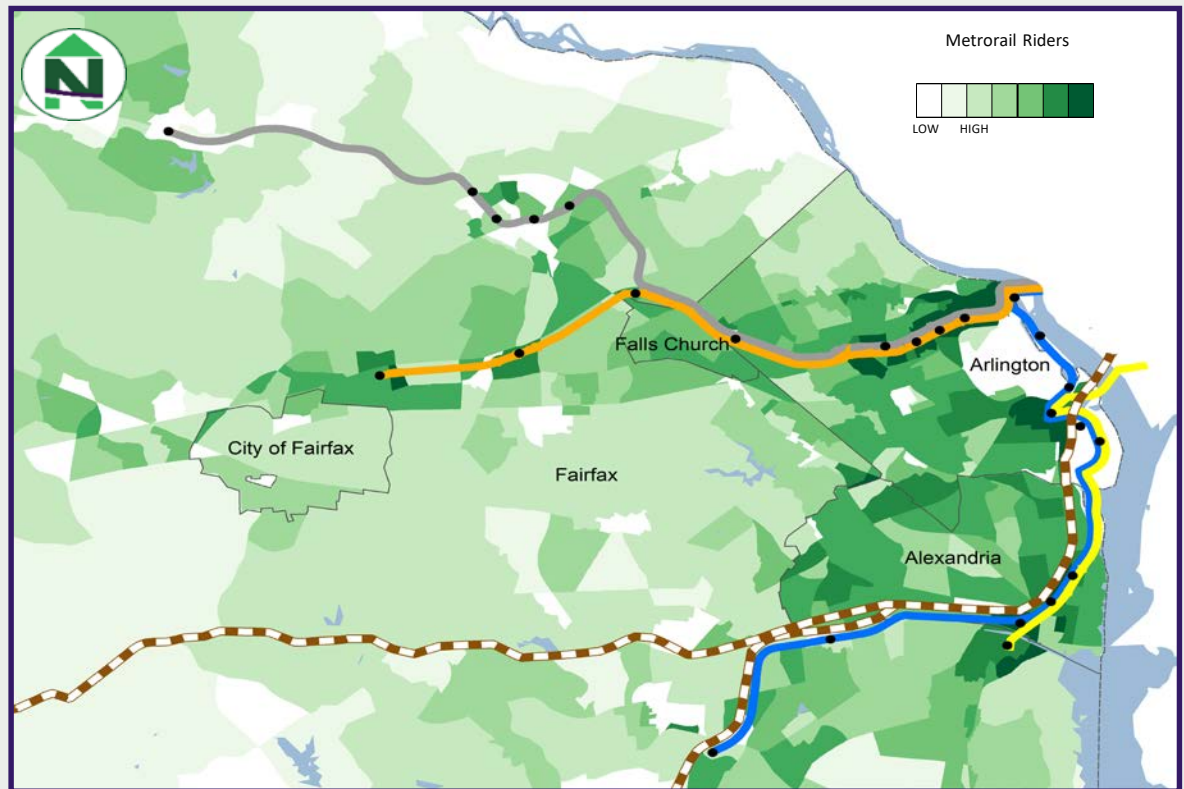 Metrorail Riders
LOW HIGH
N
Falls Church
Arlington
City of Fairfax
Fairfax
Alexandria